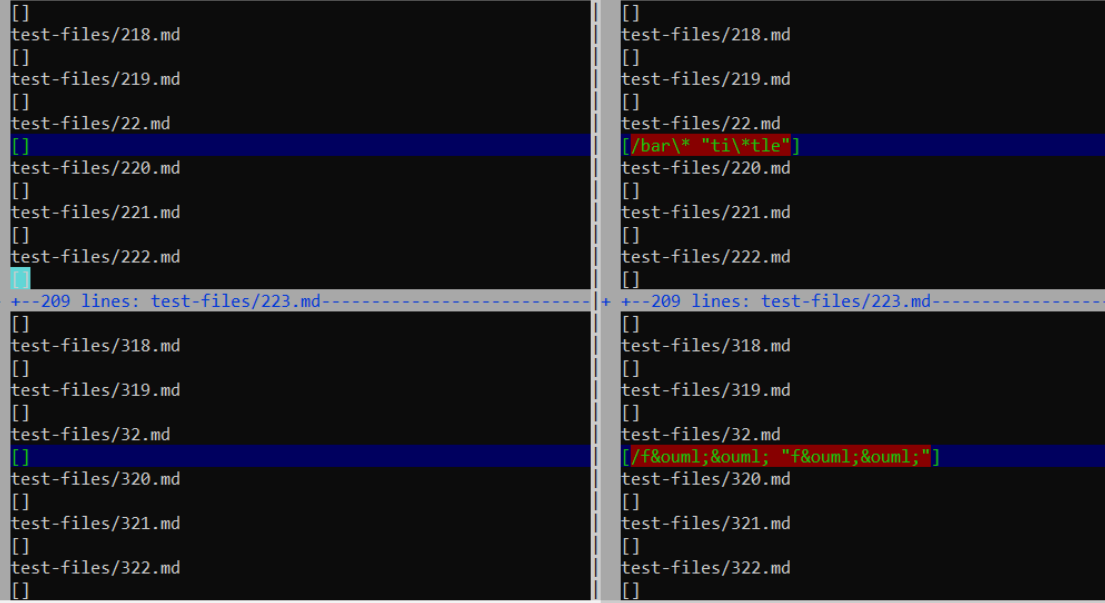 []
test-files/218.md
[]
test-files/219.md
[]
test-files/22.md
[]
test-files/220.md
[]
test-files/221.md
[]
test-files/222.md
[]
+--209 lines: test-files/223.md---------------------------
[]
test-files/318.md
[]
test-files/319.md
[]
test-files/32.md
[]
test-files/320.md
[]
test-files/321.md
[]
test-files/322.md
[]
[]
test-files/218.md
[]
test-files/219.md
[]
test-files/22.md
[/bar\* "ti\*tle"]
test-files/220.md
[]
test-files/221.md
[]
test-files/222.md
[]
+ +--209 lines: test-files/223.md-----------------
[]
test-files/318.md
[]
test-files/319.md
[]
test-files/32.md
[/f&ouml;&ouml; "f&ouml;&ouml;"]
test-files/320.md
[]
test-files/321.md
[]
test-files/322.md
[]